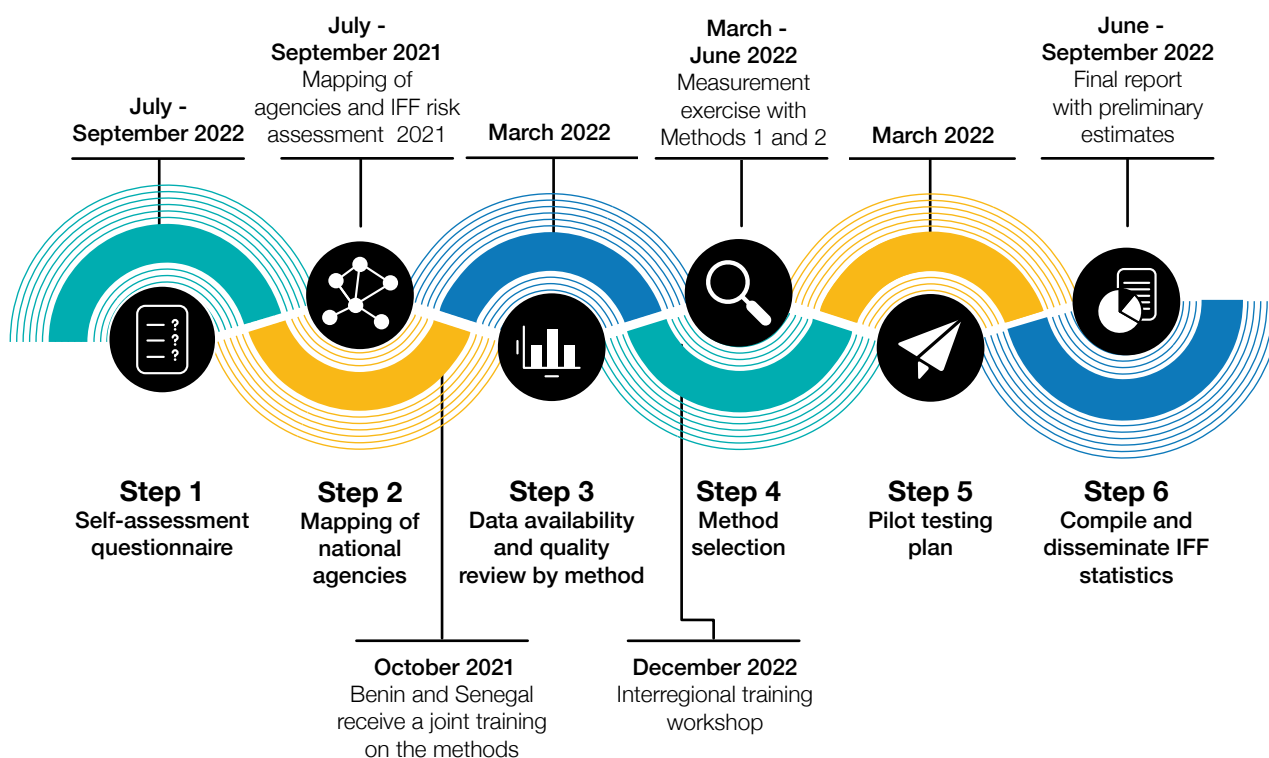 July -
September 2022
July -
September 2021
Mapping of
agencies and IFF risk
assessment 2021
March 2022
March -
June 2022
Measurement
exercise with
Methods 1 and 2
March 2022
June -
September 2022
Final report
with preliminary
estimates
?
?
?
Step 1
Self-assessment
questionnaire
Step 2
Mapping of
national
agencies
Step 3
Data availability
and quality
review by method
Step 4
Method
selection
Step 5
Pilot testing
plan
Step 6
Compile and
disseminate IFF
statistics
October 2021
Benin and Senegal
receive a joint training
on the methods
December 2022
Interregional training
workshop